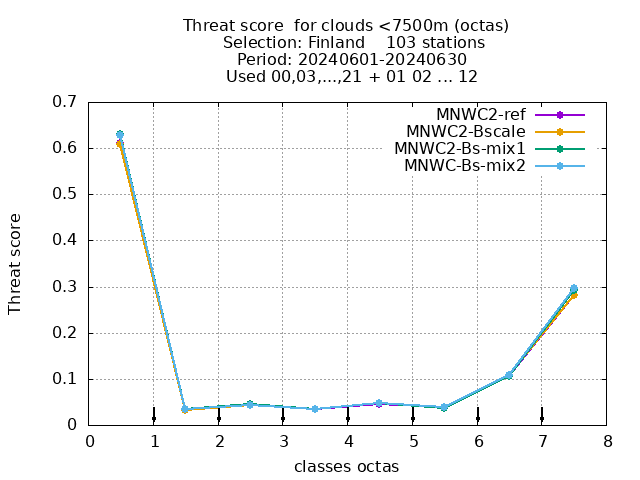 Threat score  for clouds <7500m (octas)
Selection: Finland    103 stations
Period: 20240601-20240630
Used 00,03,...,21 + 01 02 ... 12
MNWC2-ref
MNWC2-Bscale
MNWC2-Bs-mix1
MNWC-Bs-mix2
Threat score
0.7
0.6
0.5
0.4
0.3
0.2
0.1
0
0 1 2 3 4 5 6 7 8
classes octas